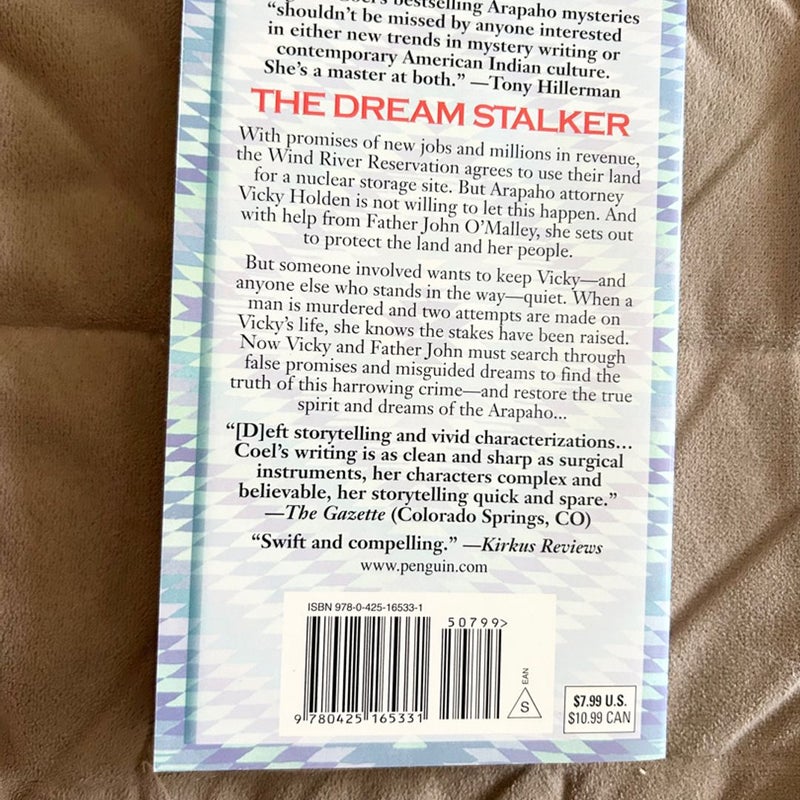 Coel's bestselling Arapaho mysteries
“shouldn't be missed by anyone interested
in either new trends in mystery writing or
contemporary American Indian culture.
She's a master at both.” —Tony Hillerman
THE DREAM STALKER
With promises of new jobs and millions in revenue,
the Wind River Reservation agrees to use their land
for a nuclear storage site. But Arapaho attorney
Vicky Holden is not willing to let this happen. And
with help from Father John O'Malley, she sets out
to protect the land and her people.
But someone involved wants to keep Vicky—and
anyone else who stands in the way—quiet. When a
man is murdered and two attempts are made on
Vicky's life, she knows the stakes have been raised.
Now Vicky and Father John must search through
false promises and misguided dreams to find the
truth of this harrowing crime—and restore the true
spirit and dreams of the Arapaho...
“[D]eft storytelling and vivid characterizations...
Coel's writing is as clean and sharp as surgical
instruments, her characters complex and
believable, her storytelling quick and spare.”
—The Gazette (Colorado Springs, CO)
“Swift and compelling.” —Kirkus Reviews
www.penguin.com
ISBN 978-0-425-16533-1
50799>
9 780425 165331
EAN
S
$7.99 U.S.
$10.99 CAN